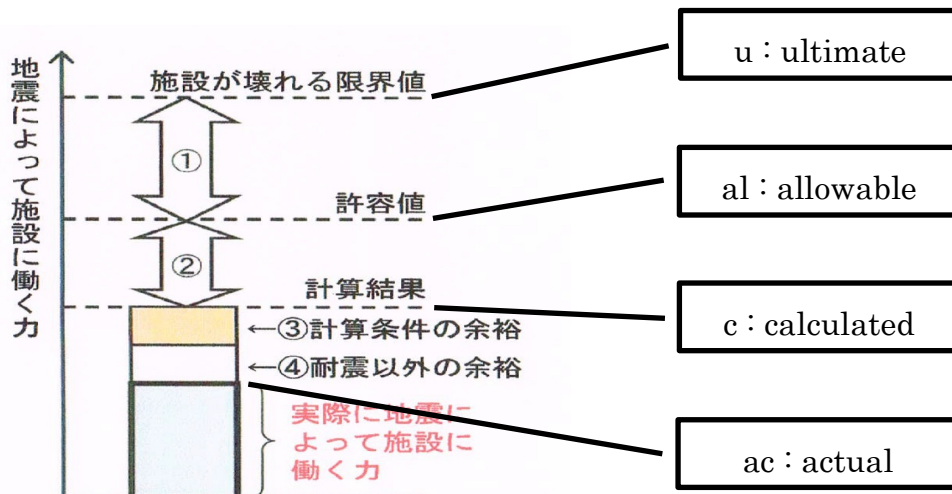 地震によって施設に働く力
施設が壊れる限界値
①
許容値
②
計算結果
←③計算条件の余裕
←④耐震以外の余裕
実際に地震に
よって施設に
働く力
u：ultimate
al：allowable
c：calculated
ac：actual